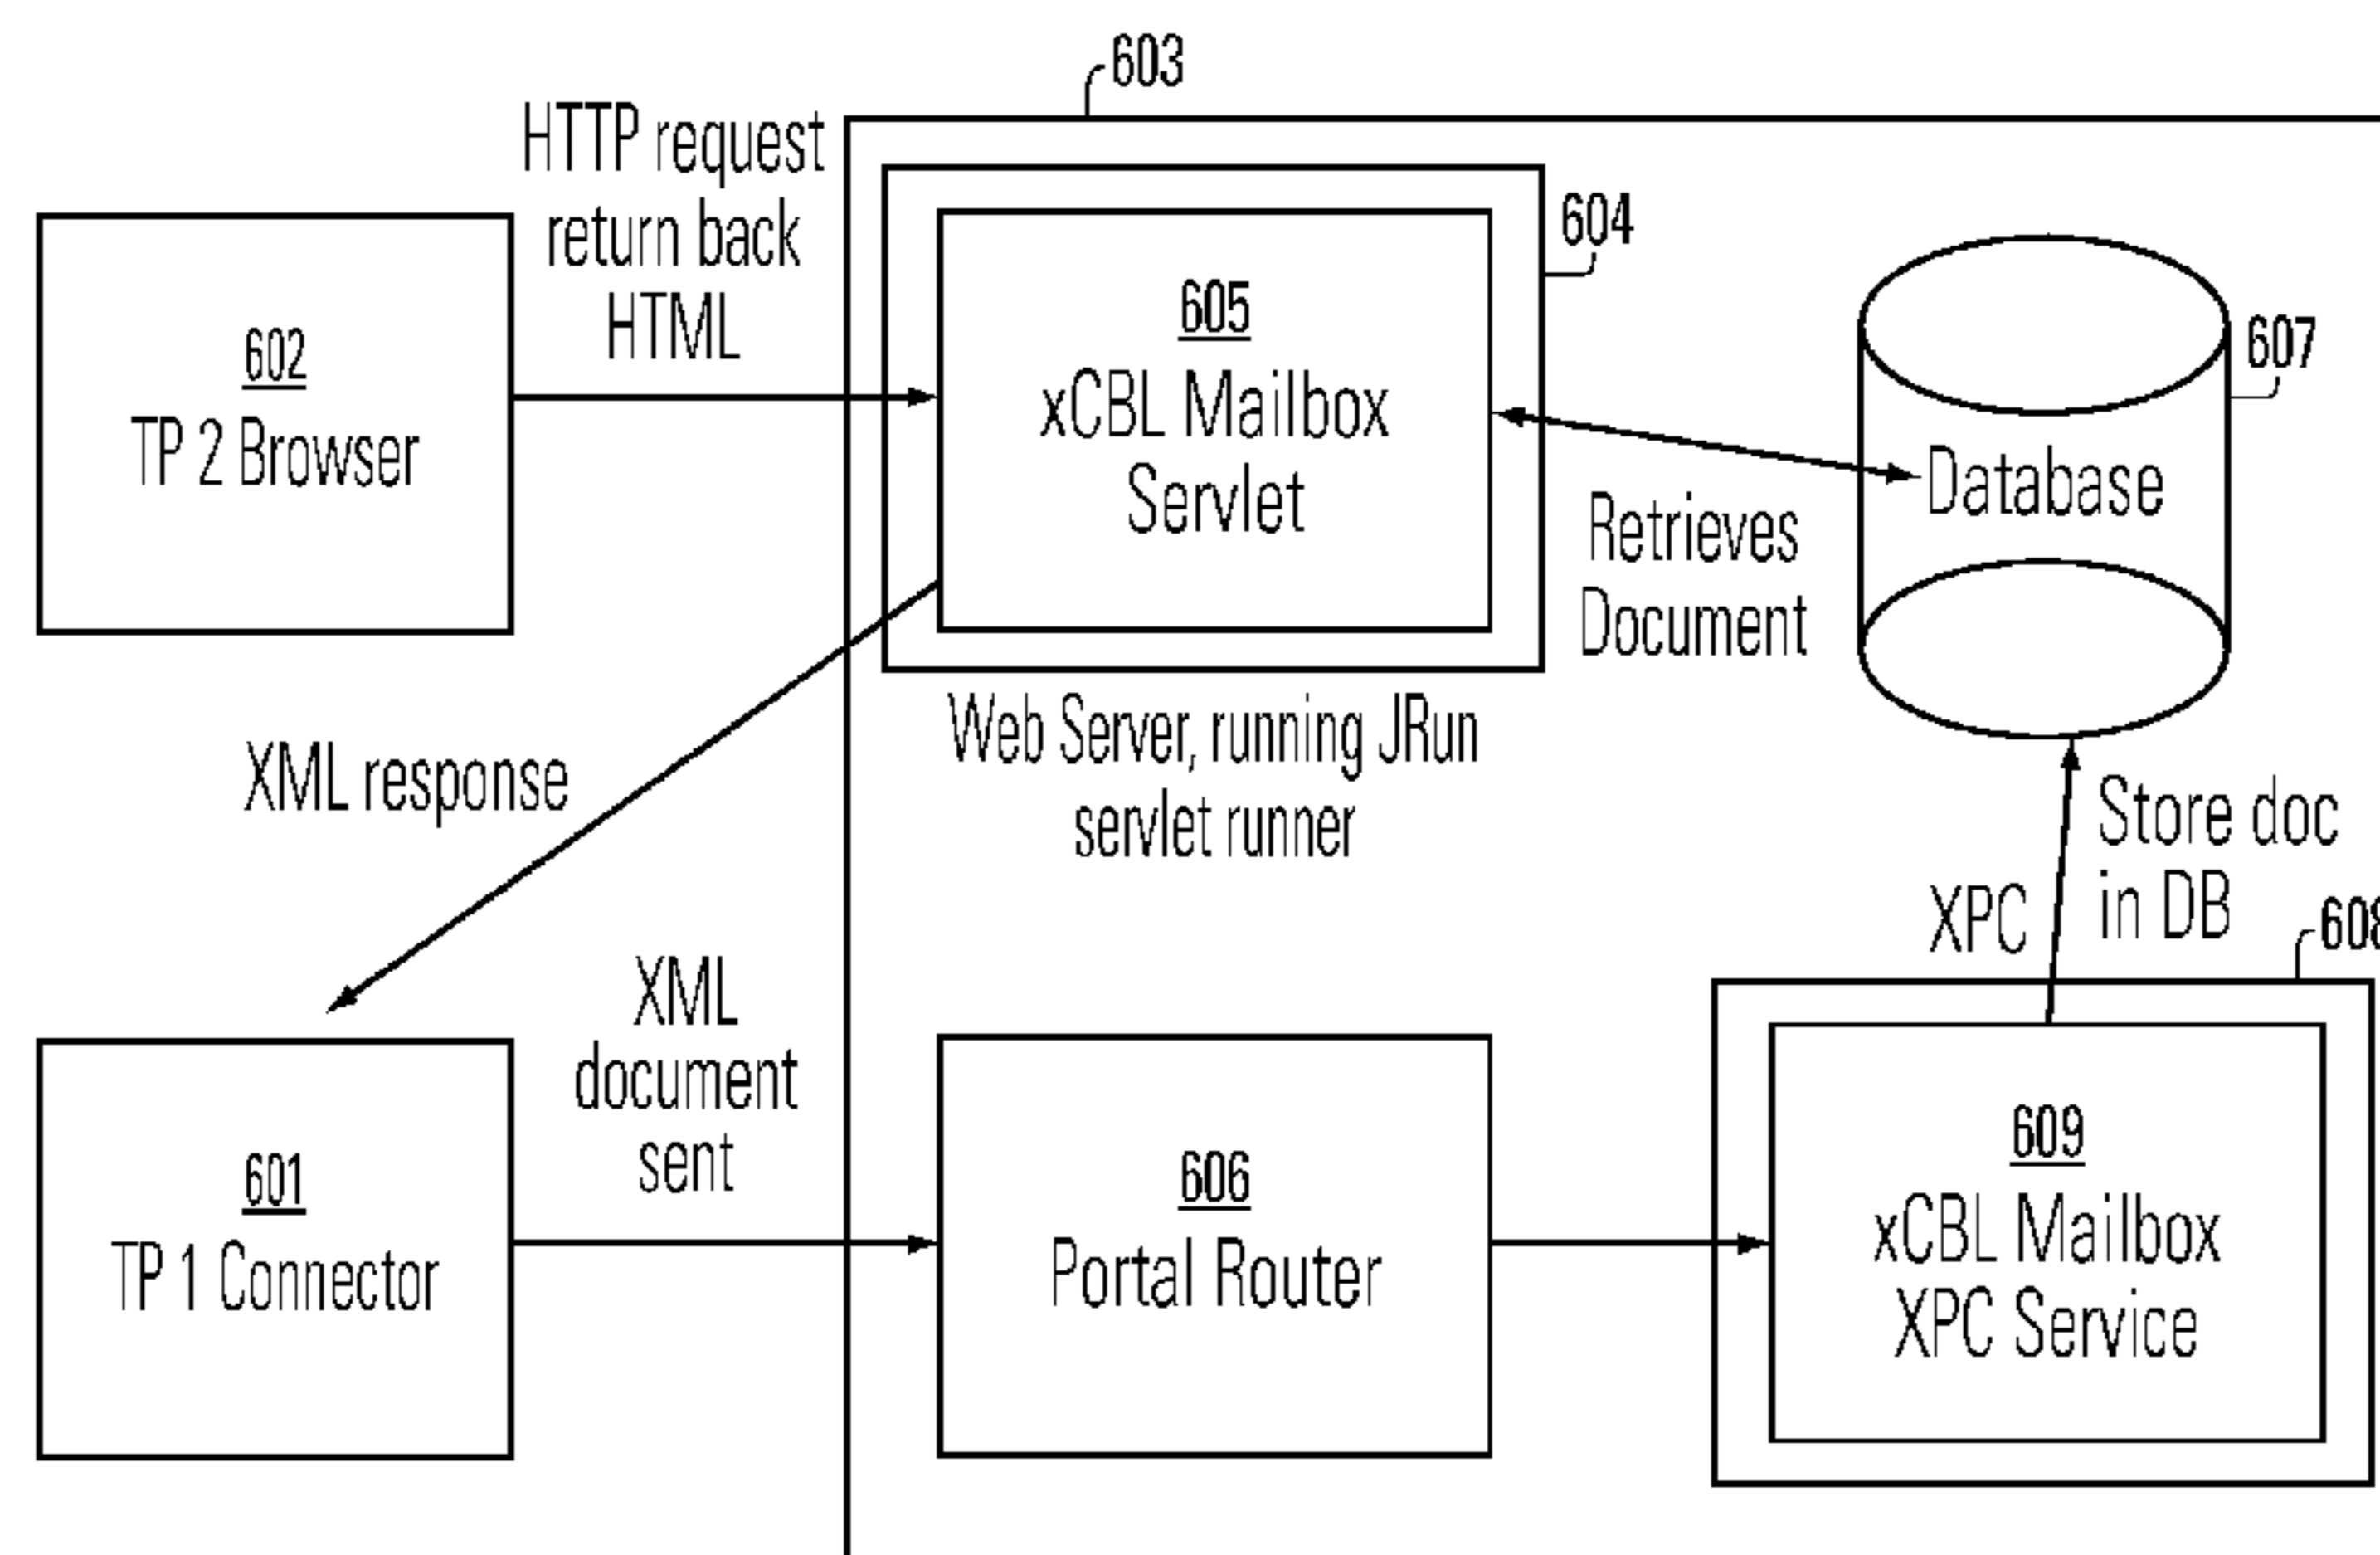 603
HTTP request
return back
HTML
604
602
TP 2 Browser
605
xCBL Mailbox
Servlet
607
Database
Retrieves
Document
Web Server, running JRun
servlet runner
XML response
Store doc
in DB
XPC
608
XML
document
sent
601
TP 1 Connector
606
Portal Router
609
xCBL Mailbox
XPC Service